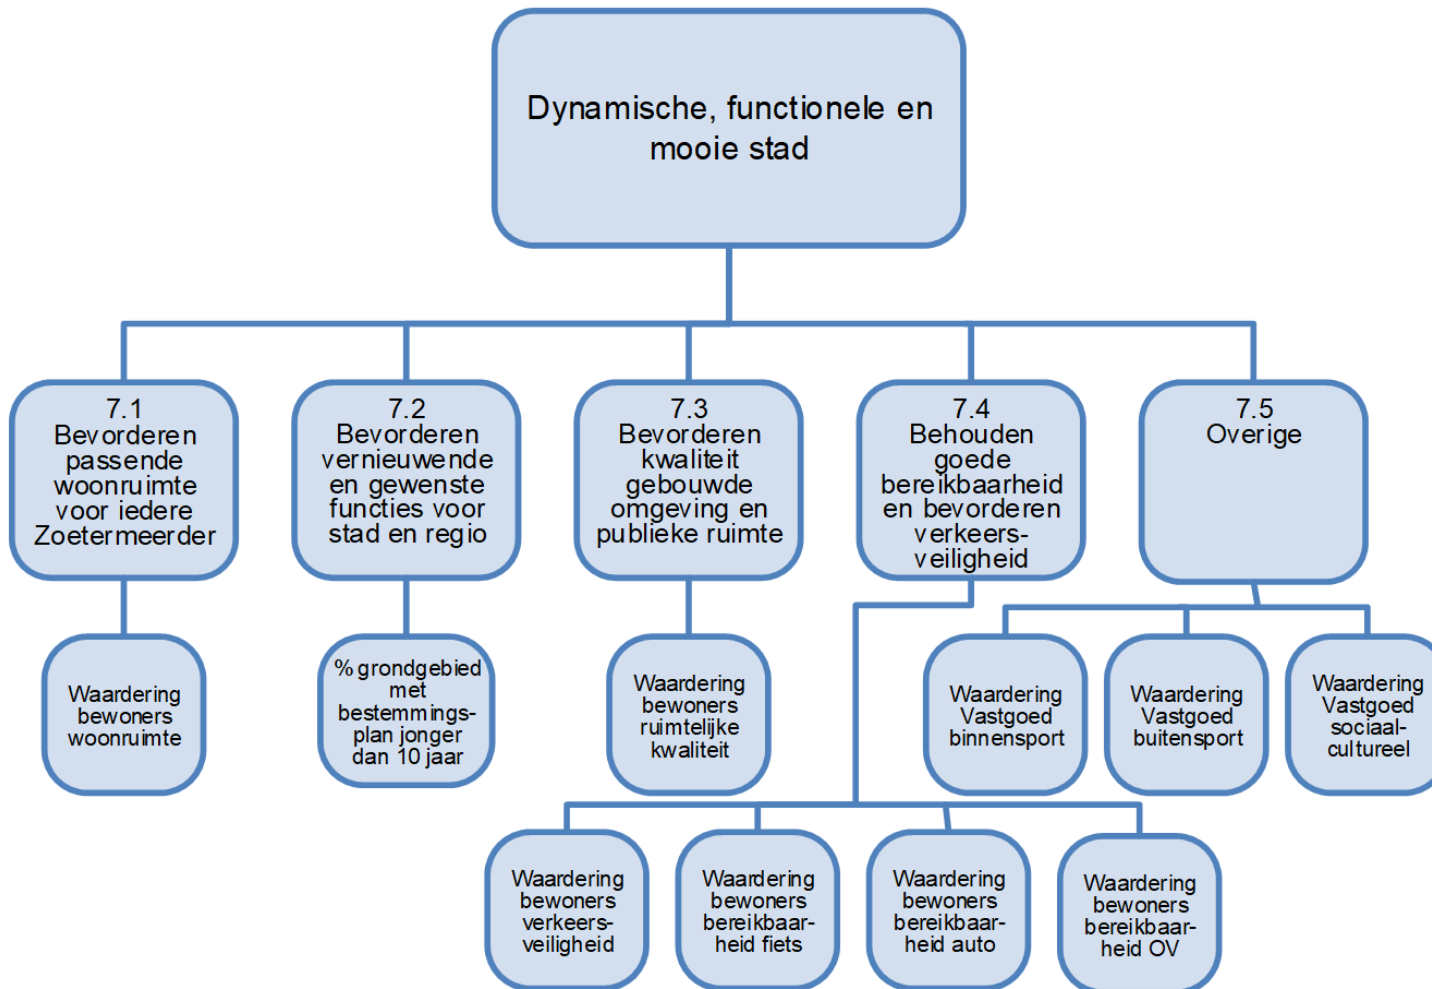 Dynamische, functionele en
mooie stad
7.1
Bevorderen
passende
woonruimte
voor iedere
Zoetermeerder
7.2
Bevorderen
vernieuwende
en gewenste
functies voor
stad en regio
7.3
Bevorderen
kwaliteit
gebouwde
omgeving en
publieke ruimte
7.4
Behouden
goede
bereikbaarheid
en bevorderen
verkeers-
veiligheid
7.5
Overige
Waardering
bewoners
woonruimte
% grondgebied
met
bestemmings-
plan jonger
dan 10 jaar
Waardering
bewoners
ruimtelijke
kwaliteit
Waardering
Vastgoed
binnensport
Waardering
Vastgoed
buitensport
Waardering
Vastgoed
sociaal-
cultureel
Waardering
bewoners
verkeers-
veiligheid
Waardering
bewoners
bereikbaar-
heid fiets
Waardering
bewoners
bereikbaar-
heid auto
Waardering
bewoners
bereikbaar-
heid OV